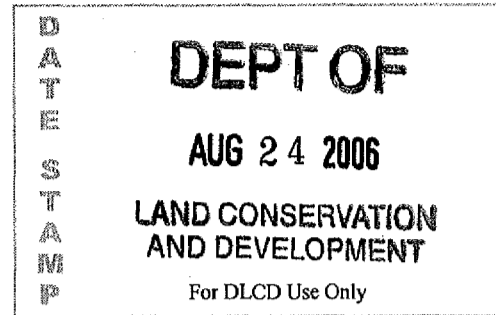 DATE STAMP
DEPT OF
AUG 24 2006
LAND CONSERVATION
AND DEVELOPMENT
For DLCD Use Only